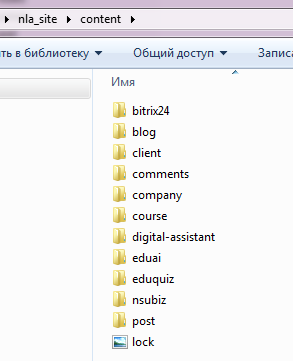 nla_site content
ть в библиотеку Общий доступ Записа
Имя
bitrix24
blog
client
comments
company
course
digital-assistant
eduai
eduquiz
nsubiz
post
lock